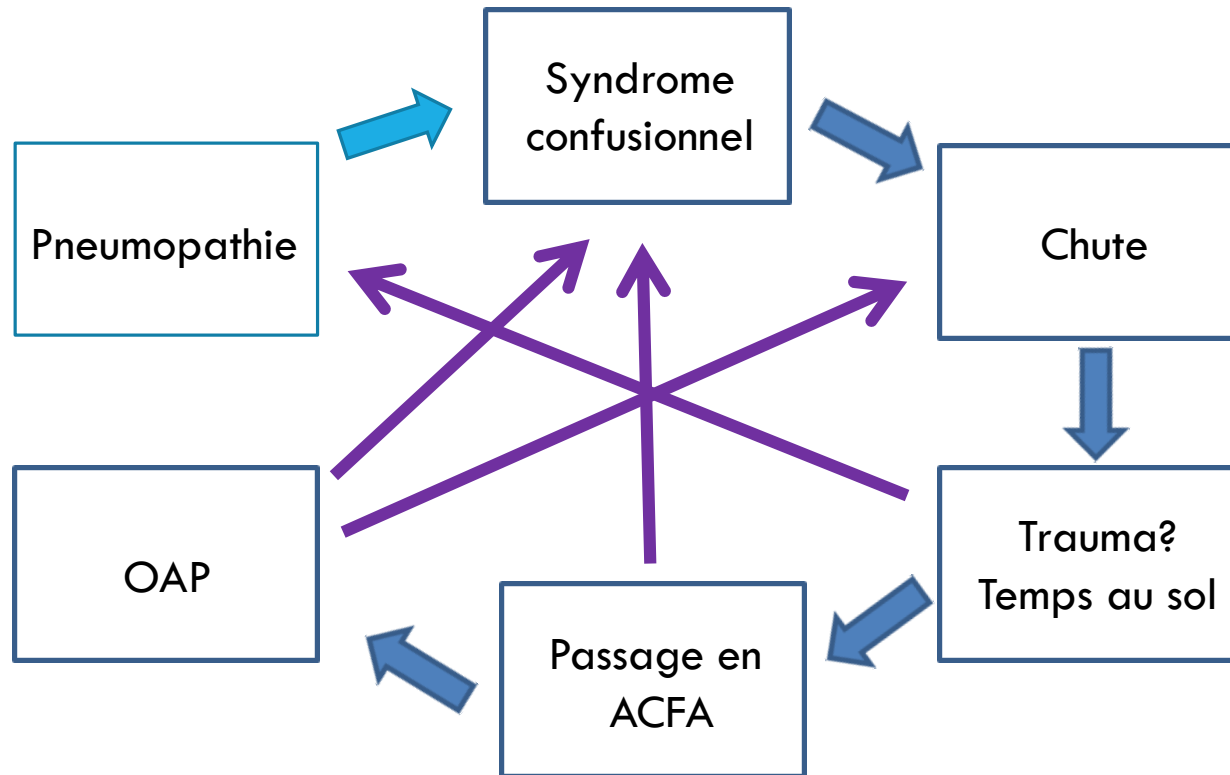 Syndrome
confusionnel
Pneumopathie
Chute
OAP
Trauma?
Temps au sol
Passage en
ACFA